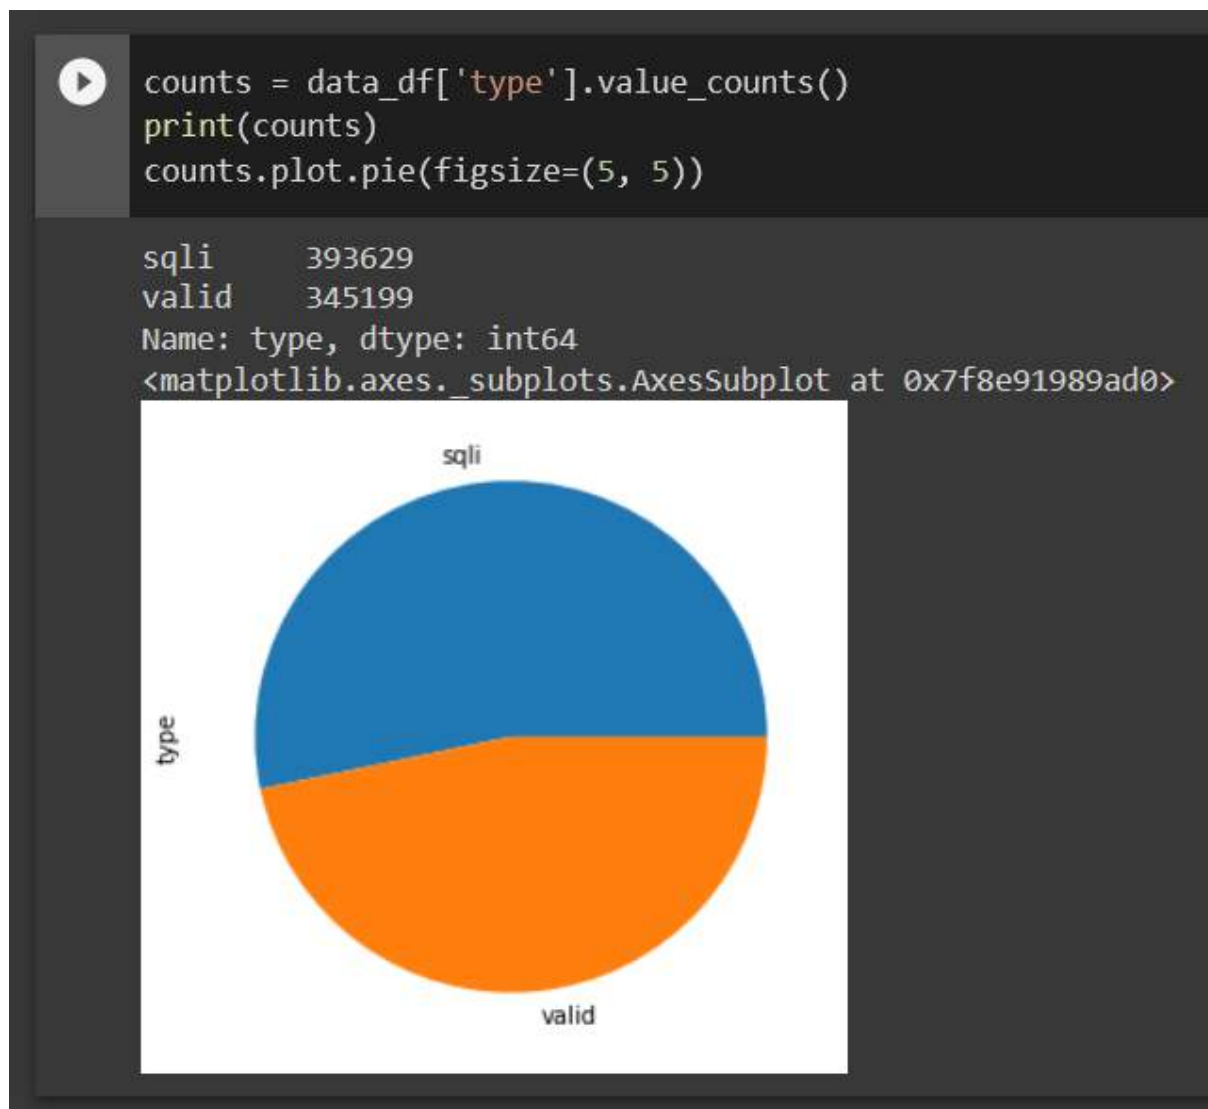 counts = data_df['type'].value_counts()
print(counts)
counts.plot.pie(figsize=(5, 5))
sqli 393629
valid 345199
Name: type, dtype: int64
<matplotlib.axes._subplots.AxesSubplot at 0x7f8e91989ad0>
sqli
type
valid